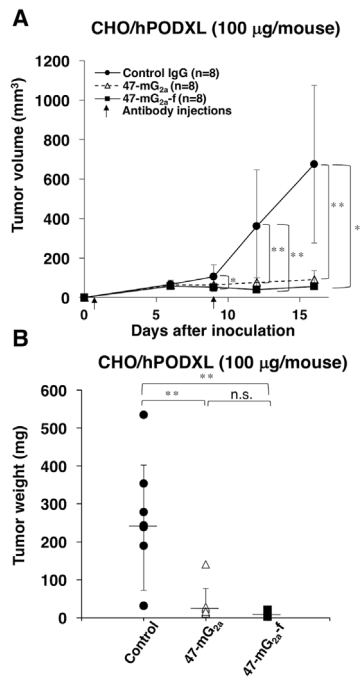 A
CHO/hPODXL (100 µg/mouse)
Control IgG (n=8)
47-mG2a (n=8)
47-mG2a-f (n=8)
Antibody injections
Tumor volume (mm³)
1200
1000
800
600
400
200
0
**
*
**
**
*
0 5 10 15
Days after inoculation
B
CHO/hPODXL (100 µg/mouse)
**
**
n.s.
Tumor weight (mg)
600
500
400
300
200
100
0
Control
47-mG2a
47-mG2a-f